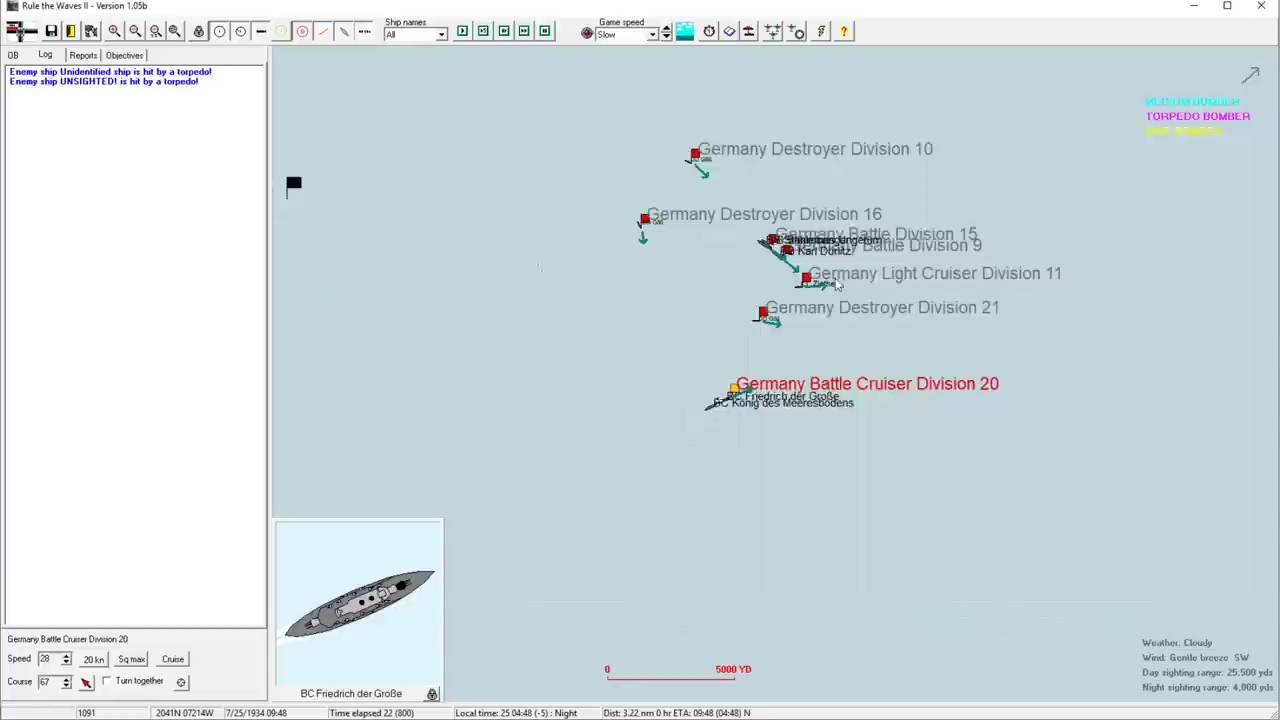 Rule the Waves II - Version 1.05b
Ship names
All
Game speed
Slow
OB
Log
Reports
Objectives
Enemy ship Unidentified ship is hit by a torpedo!
Enemy ship UNSIGHTED! is hit by a torpedo!
MEDIUM BOMBER
TORPEDO BOMBER
DIVE BOMBER
Germany Destroyer Division 10
Germany Destroyer Division 16
Germany Battle Division 15
Germany Battle Division 9
Karl Dönitz
Germany Light Cruiser Division 11
Germany Destroyer Division 21
Germany Battle Cruiser Division 20
BC Friedrich der Große
BC König des Meeresbodens
BC Friedrich der Große
0 5000 YD
Weather: Cloudy
Wind: Gentle breeze SW
Day sighting range: 25,500 yds
Night sighting range: 4,000 yds
Germany Battle Cruiser Division 20
Speed 28 20 kn Sq max Cruise
Course 67 Turn together
1091 2041N 07214W 7/25/1934 09:48 Time elapsed 22 (800) Local time: 25 04:48 (-5) : Night Dist: 3.22 nm 0 hr ETA: 09:48 (04:48) N